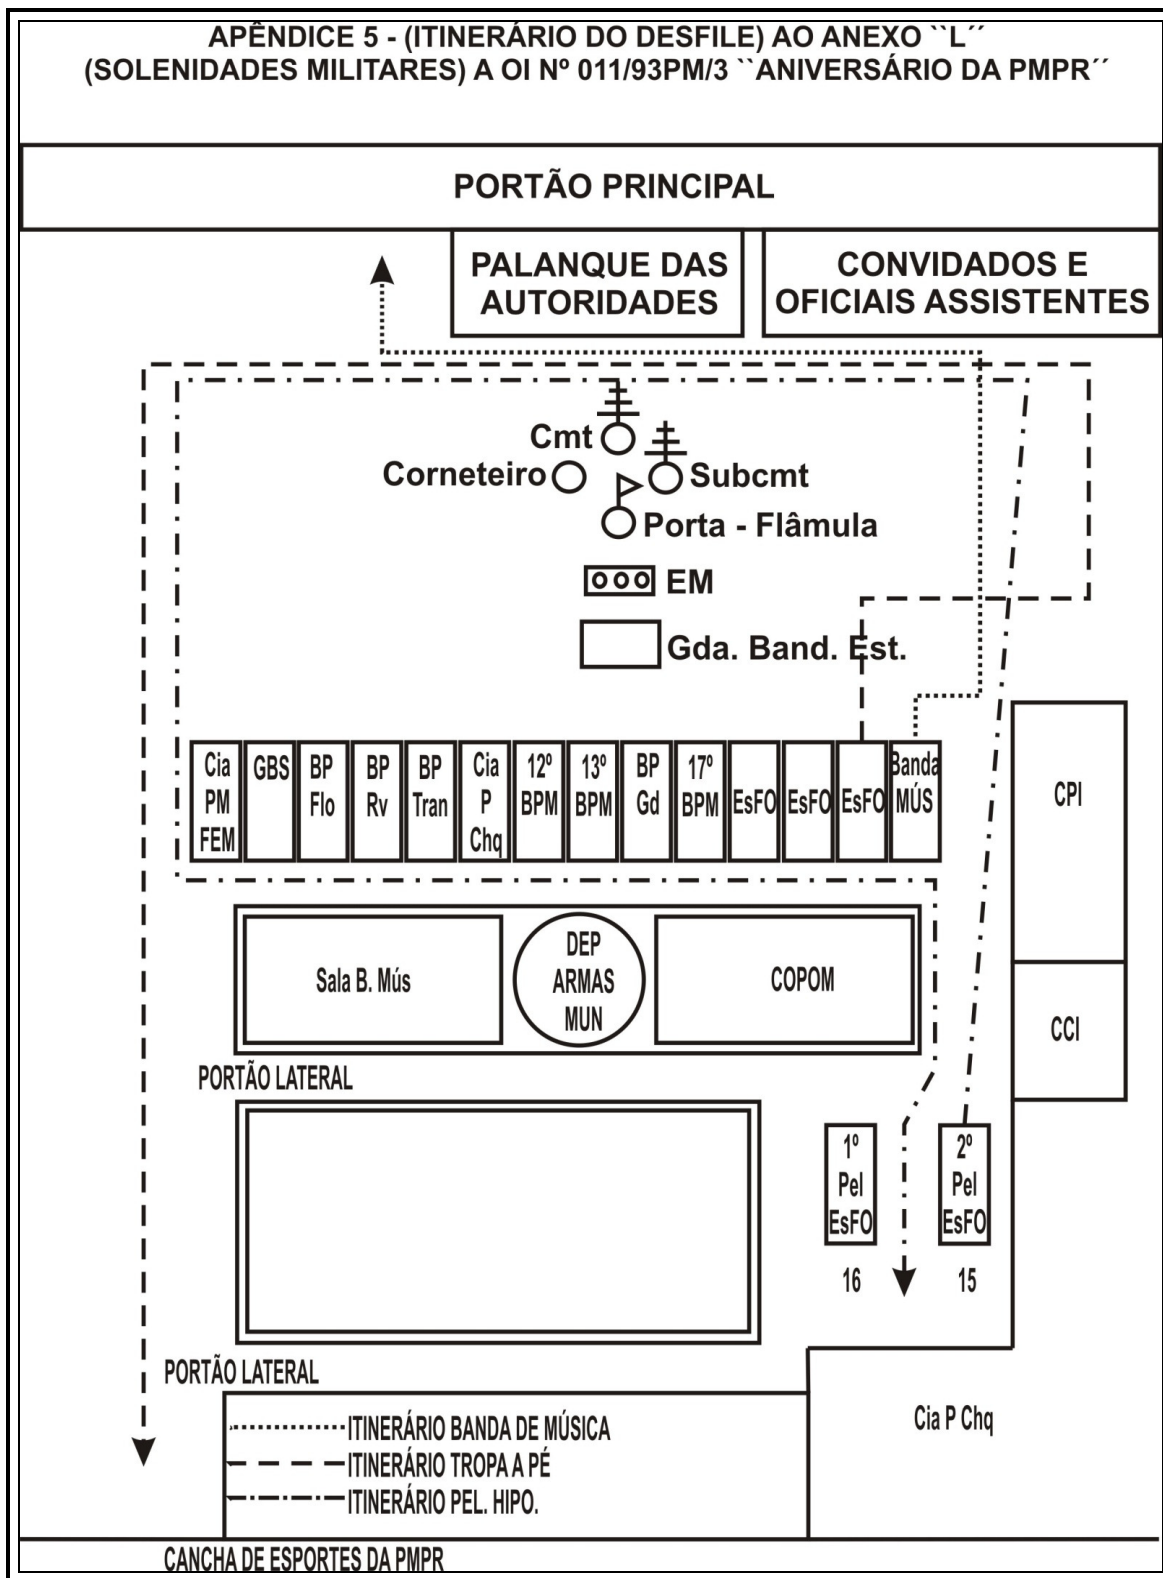 APÊNDICE 5 - (ITINERÁRIO DO DESFILE) AO ANEXO ``L´´
(SOLENIDADES MILITARES) A OI Nº 011/93PM/3 ``ANIVERSÁRIO DA PMPR´´
PORTÃO PRINCIPAL
PALANQUE DAS
AUTORIDADES
CONVIDADOS E
OFICIAIS ASSISTENTES
Cmt
Corneteiro
Subcmt
Porta - Flâmula
EM
Gda. Band. Est.
Cia
PM
FEM
GBS
BP
Flo
BP
Rv
BP
Tran
Cia
P
Chq
12º
BPM
13º
BPM
BP
Gd
17º
BPM
EsFO
EsFO
EsFO
Banda
MÚS
CPI
Sala B. Mús
DEP
ARMAS
MUN
COPOM
CCI
PORTÃO LATERAL
1º
Pel
EsFO
16
2º
Pel
EsFO
15
PORTÃO LATERAL
Cia P Chq
ITINERÁRIO BANDA DE MÚSICA
ITINERÁRIO TROPA A PÉ
ITINERÁRIO PEL. HIPO.
CANCHA DE ESPORTES DA PMPR